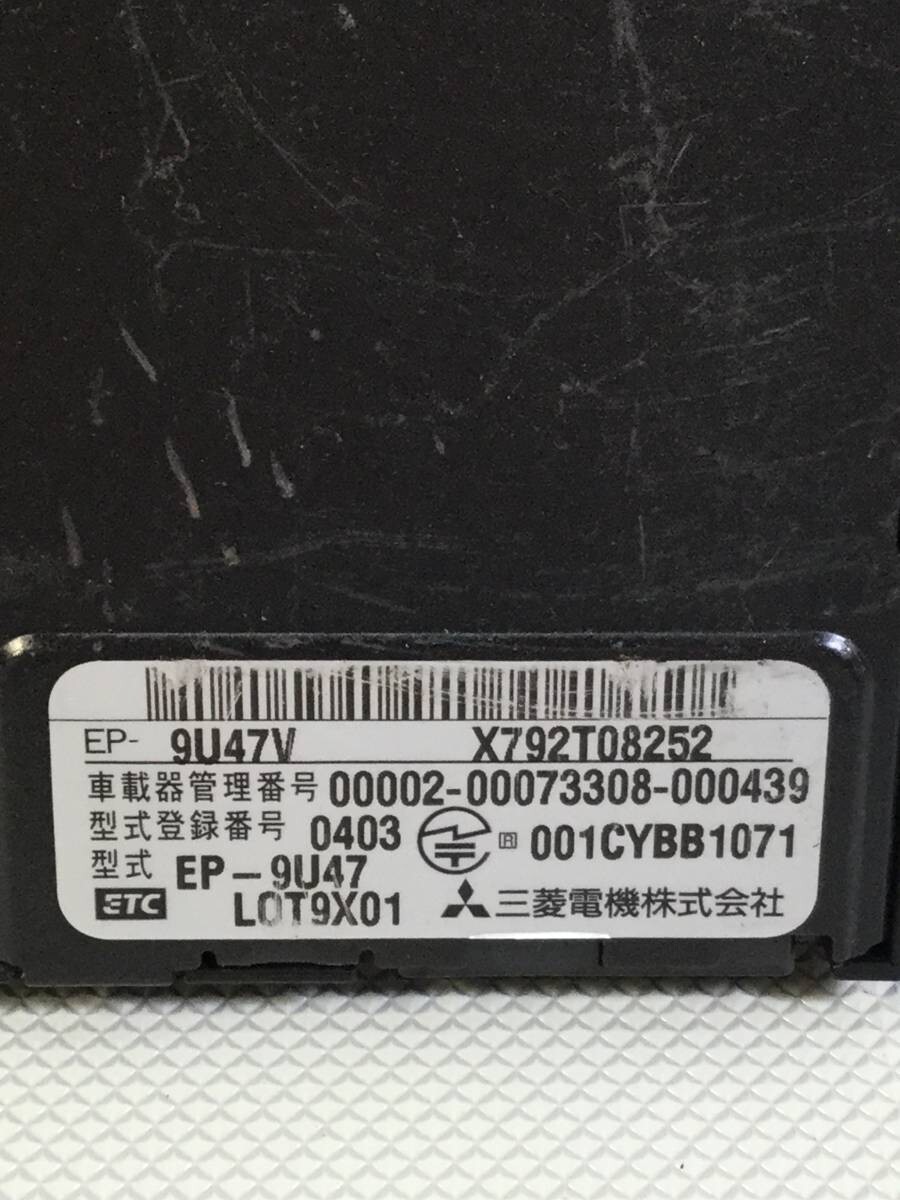 EP- 9U47V X792T08252
車載器管理番号 00002-00073308-000439
型式登録番号 0403 R 001CYBB1071
型式 EP-9U47
ETC LOT9X01 三菱電機株式会社